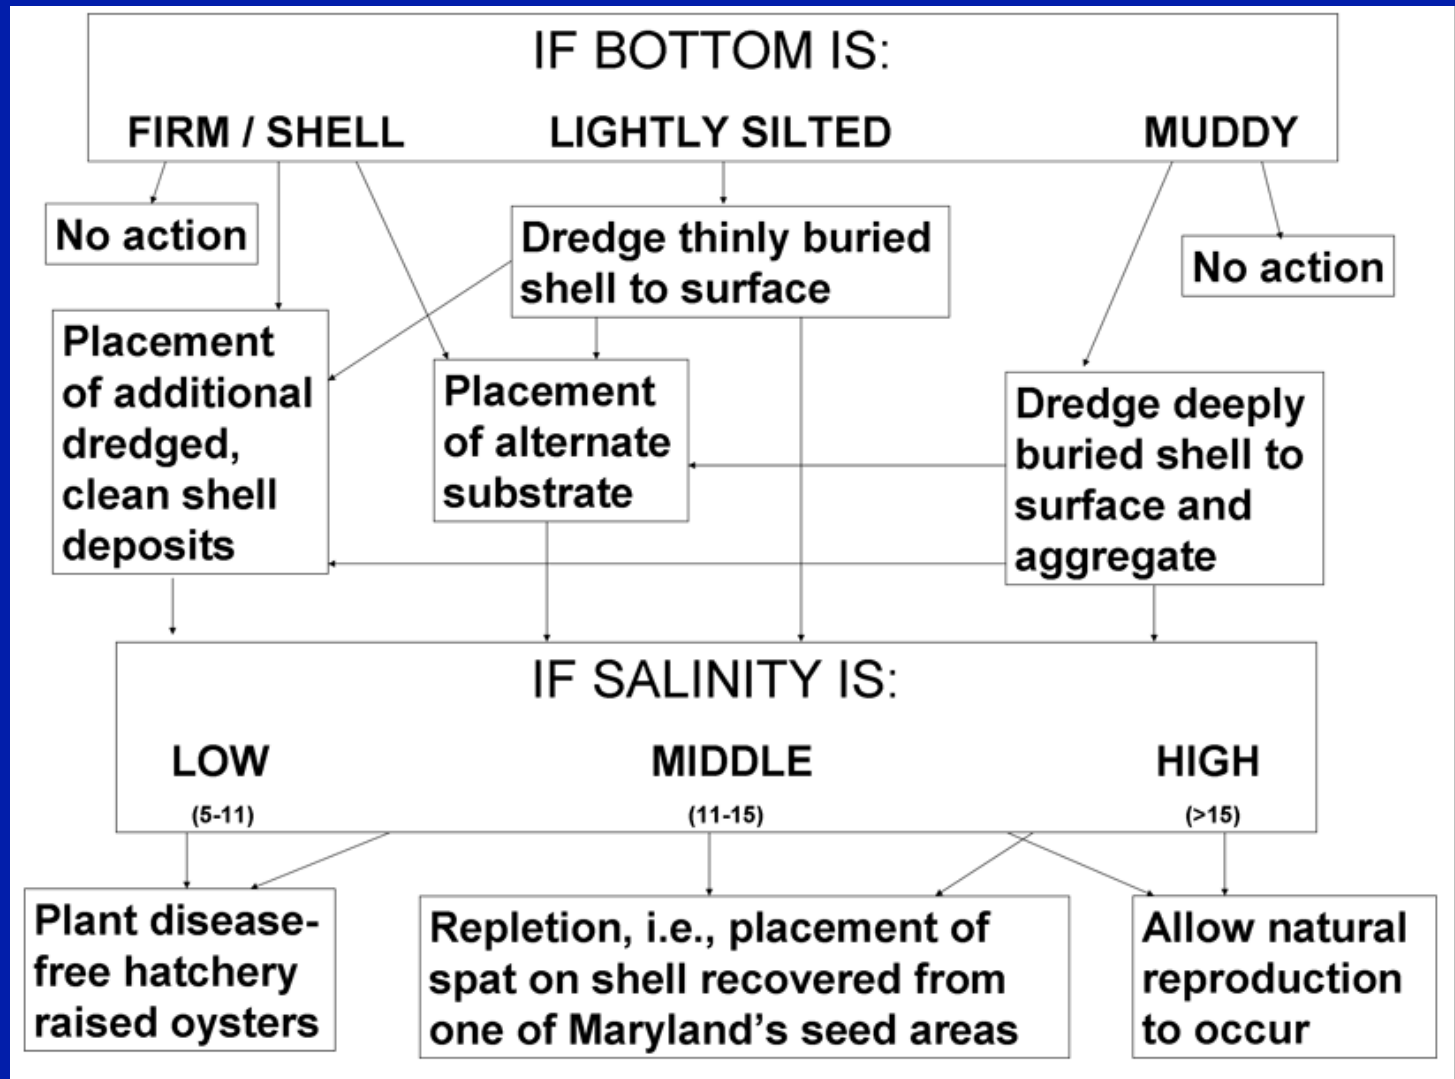 IF BOTTOM IS:
FIRM / SHELL
LIGHTLY SILTED
MUDDY
No action
Dredge thinly buried
shell to surface
No action
Placement
of additional
dredged,
clean shell
deposits
Placement
of alternate
substrate
Dredge deeply
buried shell to
surface and
aggregate
IF SALINITY IS:
LOW
MIDDLE
HIGH
(5-11)
(11-15)
(>15)
Plant disease-
free hatchery
raised oysters
Repletion, i.e., placement of
spat on shell recovered from
one of Maryland’s seed areas
Allow natural
reproduction
to occur